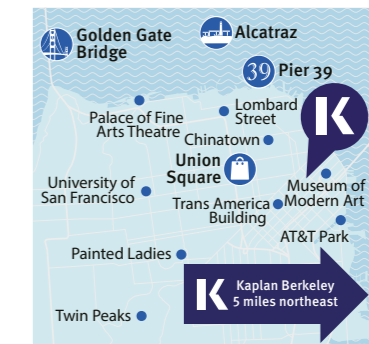 Golden Gate
Bridge
Alcatraz
39
Pier 39
Palace of Fine
Arts Theatre
Lombard
Street
K
Chinatown
Union
Square
University of
San Francisco
Museum of
Modern Art
Trans America
Building
AT&T Park
Painted Ladies
K
Kaplan Berkeley
5 miles northeast
Twin Peaks